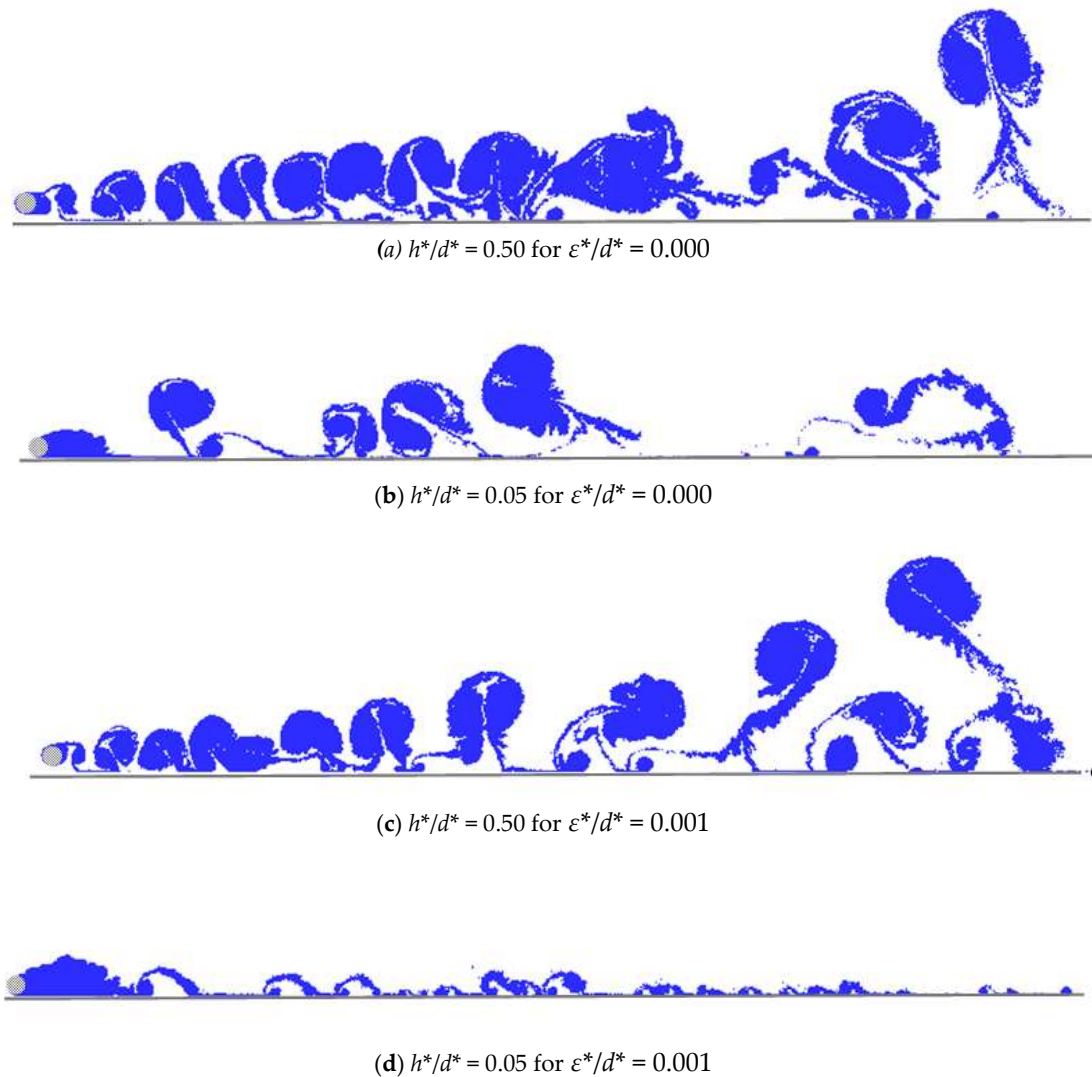 (a) h*/d* = 0.50 for ε*/d* = 0.000
(b) h*/d* = 0.05 for ε*/d* = 0.000
(c) h*/d* = 0.50 for ε*/d* = 0.001
(d) h*/d* = 0.05 for ε*/d* = 0.001